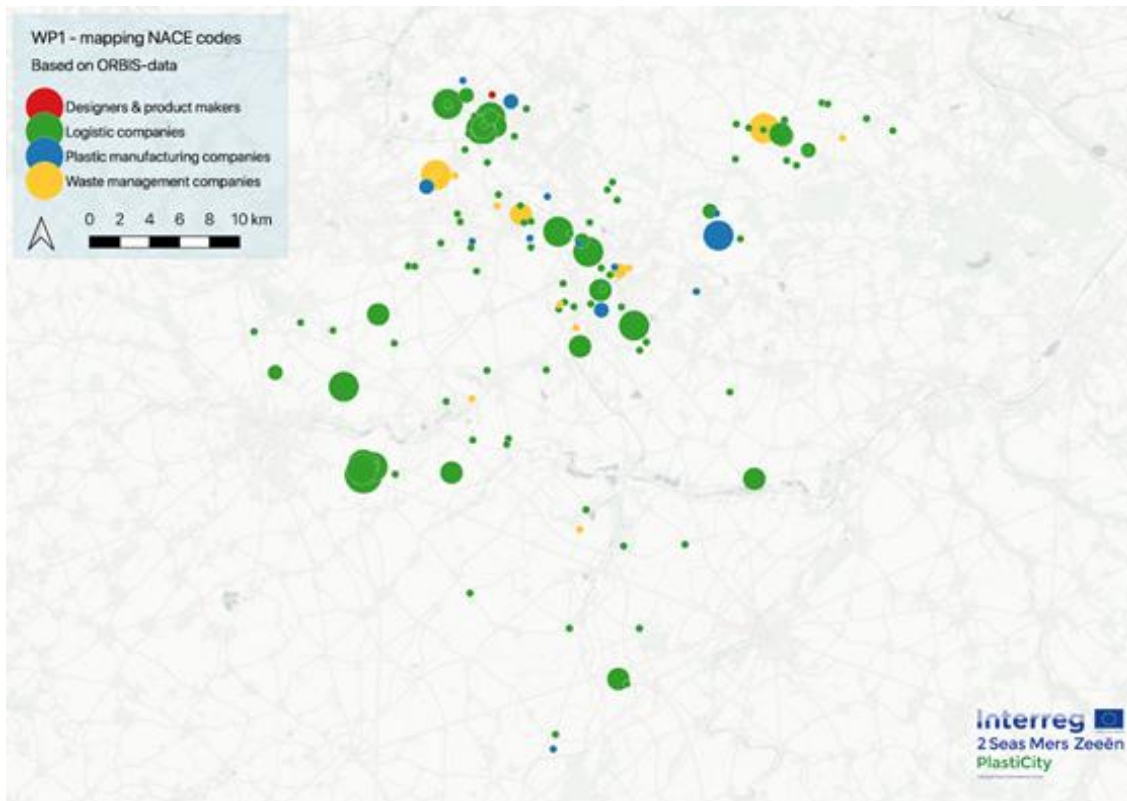 WP1 - mapping NACE codes
Based on ORBIS-data
Designers & product makers
Logistic companies
Plastic manufacturing companies
Waste management companies
0 2 4 6 8 10 km
Interreg
2 Seas Mers Zeeën
PlastiCity